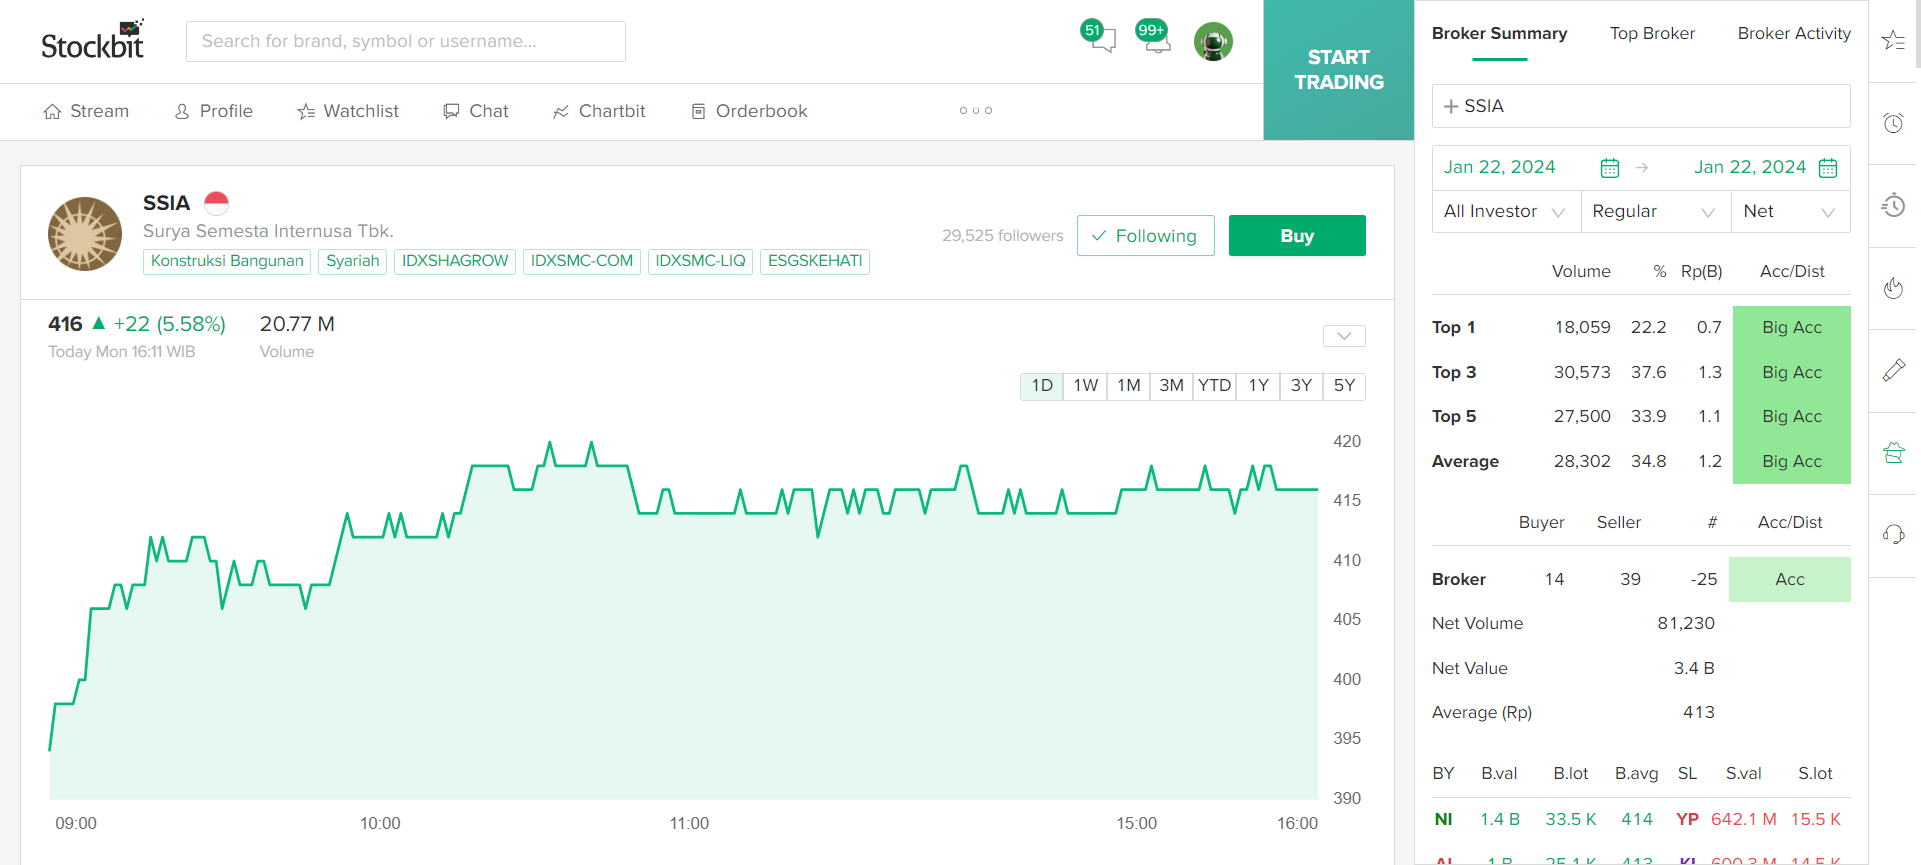 Stockbit
Search for brand, symbol or username...
51
99+
START
TRADING
Stream
Profile
Watchlist
Chat
Chartbit
Orderbook
SSIA
Surya Semesta Internusa Tbk.
Konstruksi Bangunan
Syariah
IDXSHAGROW
IDXSMC-COM
IDXSMC-LIQ
ESGSKEHATI
29,525 followers
Following
Buy
416 ▲ +22 (5.58%)
20.77 M
Today Mon 16:11 WIB
Volume
1D 1W 1M 3M YTD 1Y 3Y 5Y
420
415
410
405
400
395
390
09:00 10:00 11:00 15:00 16:00
Broker Summary
Top Broker
Broker Activity
+ SSIA
Jan 22, 2024 → Jan 22, 2024
All Investor
Regular
Net
Volume % Rp(B) Acc/Dist
Top 1 18,059 22.2 0.7 Big Acc
Top 3 30,573 37.6 1.3 Big Acc
Top 5 27,500 33.9 1.1 Big Acc
Average 28,302 34.8 1.2 Big Acc
Buyer Seller # Acc/Dist
Broker 14 39 -25 Acc
Net Volume 81,230
Net Value 3.4 B
Average (Rp) 413
BY B.val B.lot B.avg SL S.val S.lot
NI 1.4 B 33.5 K 414 YP 642.1 M 15.5 K